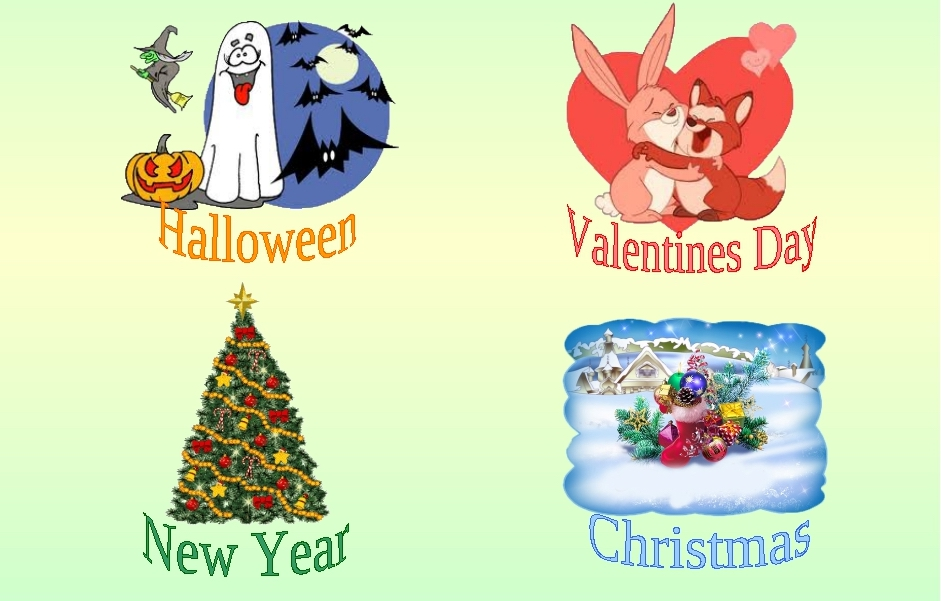 Halloween
Valentines Day
New Year
Christmas